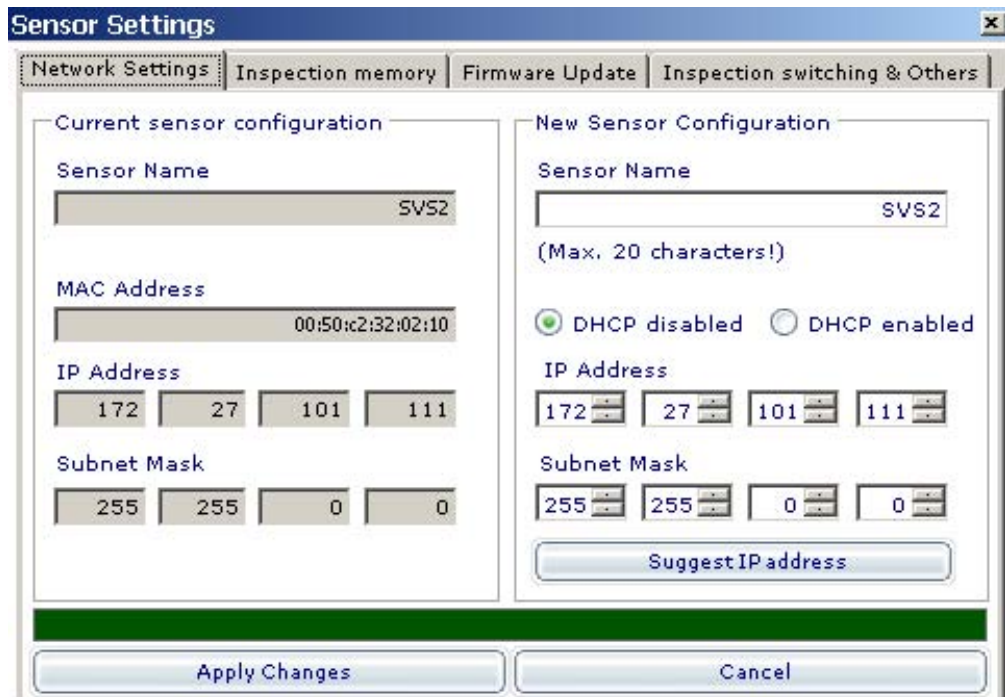 Sensor Settings
Network Settings Inspection memory Firmware Update Inspection switching & Others
Current sensor configuration
Sensor Name
SVS2
MAC Address
00:50:c2:32:02:10
IP Address
172 27 101 111
Subnet Mask
255 255 0 0
New Sensor Configuration
Sensor Name
SVS2
(Max. 20 characters!)
DHCP disabled DHCP enabled
IP Address
172 27 101 111
Subnet Mask
255 255 0 0
Suggest IP address
Apply Changes Cancel